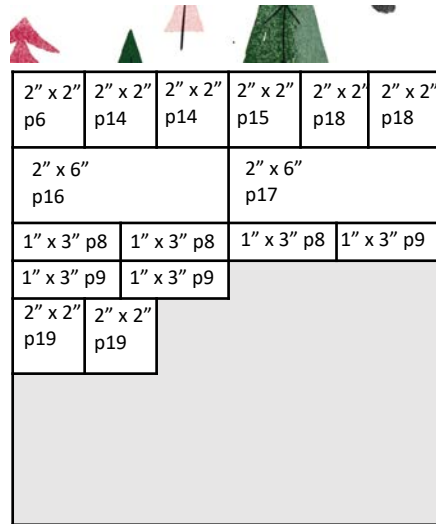 2” x 2” 2” x 2” 2” x 2” 2” x 2” 2” x 2” 2” x 2”
p6 p14 p14 p15 p18 p18
2” x 6” 2” x 6”
p16 p17
1” x 3” p8 1” x 3” p8 1” x 3” p8 1” x 3” p9
1” x 3” p9 1” x 3” p9
2” x 2” 2” x 2”
p19 p19